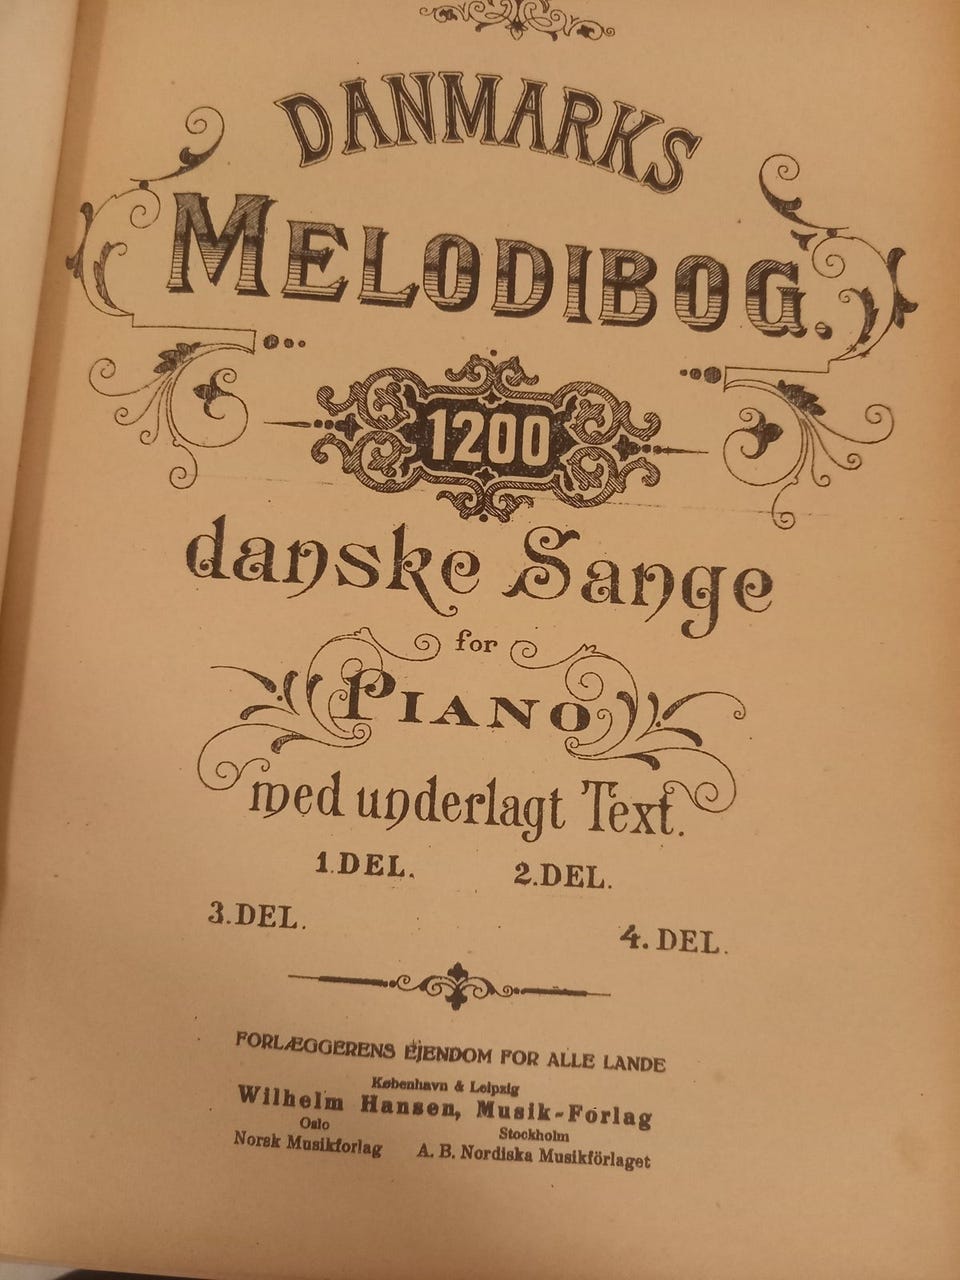 DANMARKS
MELODIBOG.
1200
danske Sange
for
PIANO
med underlagt Text.
1. DEL. 2. DEL.
3. DEL. 4. DEL.
FORLÆGGERENS EJENDOM FOR ALLE LANDE
København & Leipzig
Wilhelm Hansen, Musik-Forlag
Oslo Stockholm
Norsk Musikforlag A. B. Nordiska Musikförlaget